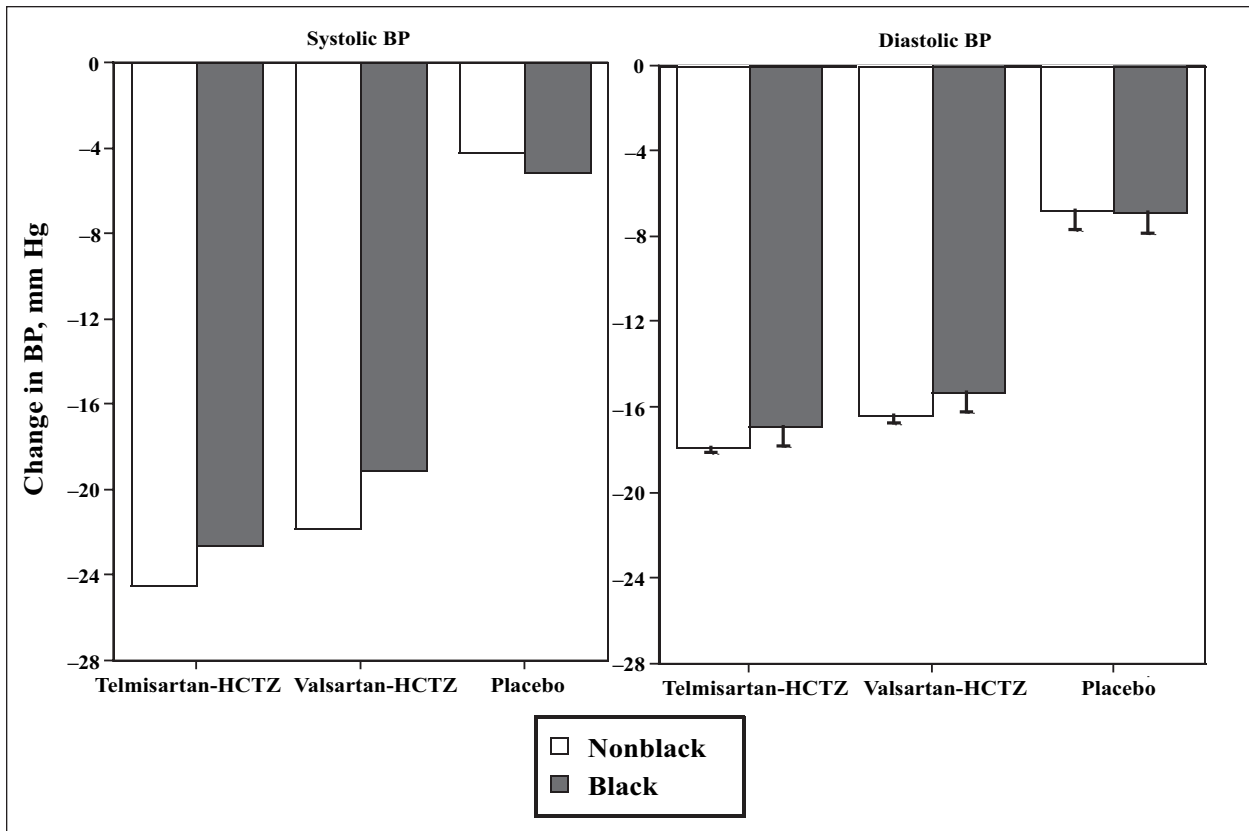 Systolic BP
Diastolic BP
Change in BP, mm Hg
0
–4
–8
–12
–16
–20
–24
–28
Telmisartan-HCTZ Valsartan-HCTZ Placebo
0
–4
–8
–12
–16
–20
–24
–28
Telmisartan-HCTZ Valsartan-HCTZ Placebo
Nonblack
Black